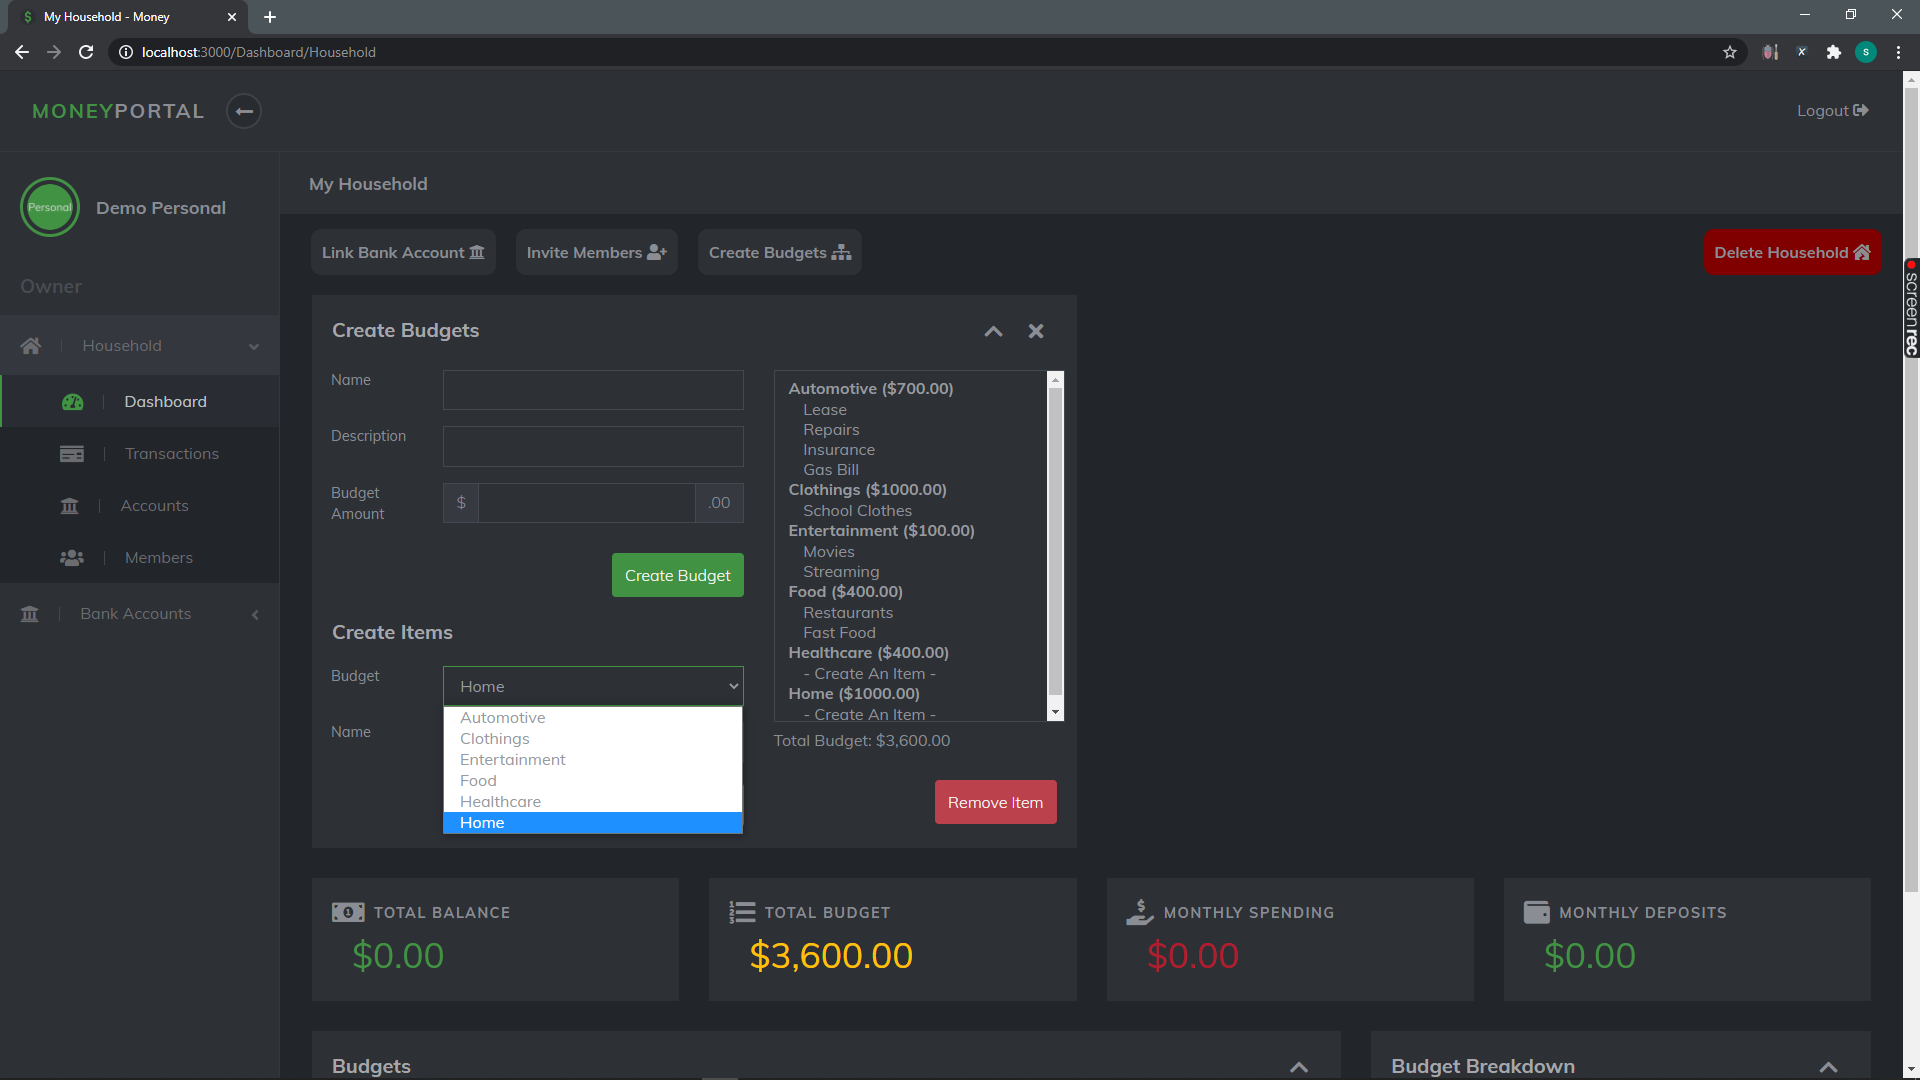 My Household - Money
localhost:3000/Dashboard/Household
S
MONEYPORTAL
Logout
Personal
Demo Personal
My Household
Link Bank Account
Invite Members
Create Budgets
Delete Household
screenrec
Owner
Household
Dashboard
Transactions
Accounts
Members
Bank Accounts
Create Budgets
Name
Description
Budget
Amount
$
.00
Create Budget
Automotive ($700.00)
Lease
Repairs
Insurance
Gas Bill
Clothings ($1000.00)
School Clothes
Entertainment ($100.00)
Movies
Streaming
Food ($400.00)
Restaurants
Fast Food
Healthcare ($400.00)
- Create An Item -
Home ($1000.00)
- Create An Item -
Total Budget: $3,600.00
Remove Item
Create Items
Budget
Home
Name
Automotive
Clothings
Entertainment
Food
Healthcare
Home
TOTAL BALANCE
$0.00
TOTAL BUDGET
$3,600.00
MONTHLY SPENDING
$0.00
MONTHLY DEPOSITS
$0.00
Budgets
Budget Breakdown